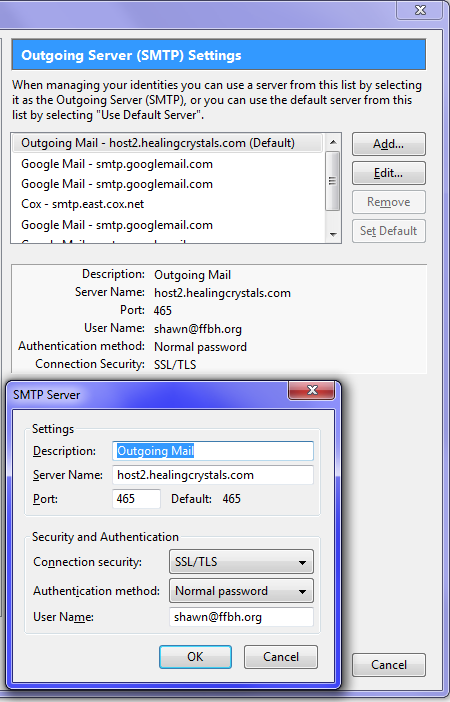 Outgoing Server (SMTP) Settings
When managing your identities you can use a server from this list by selecting
it as the Outgoing Server (SMTP), or you can use the default server from this
list by selecting "Use Default Server".
Outgoing Mail - host2.healingcrystals.com (Default)
Google Mail - smtp.googlemail.com
Google Mail - smtp.googlemail.com
Cox - smtp.east.cox.net
Google Mail - smtp.googlemail.com
Add...
Edit...
Remove
Set Default
Description: Outgoing Mail
Server Name: host2.healingcrystals.com
Port: 465
User Name: shawn@ffbh.org
Authentication method: Normal password
Connection Security: SSL/TLS
SMTP Server
Settings
Description: Outgoing Mail
Server Name: host2.healingcrystals.com
Port: 465 Default: 465
Security and Authentication
Connection security: SSL/TLS
Authentication method: Normal password
User Name: shawn@ffbh.org
OK Cancel
Cancel